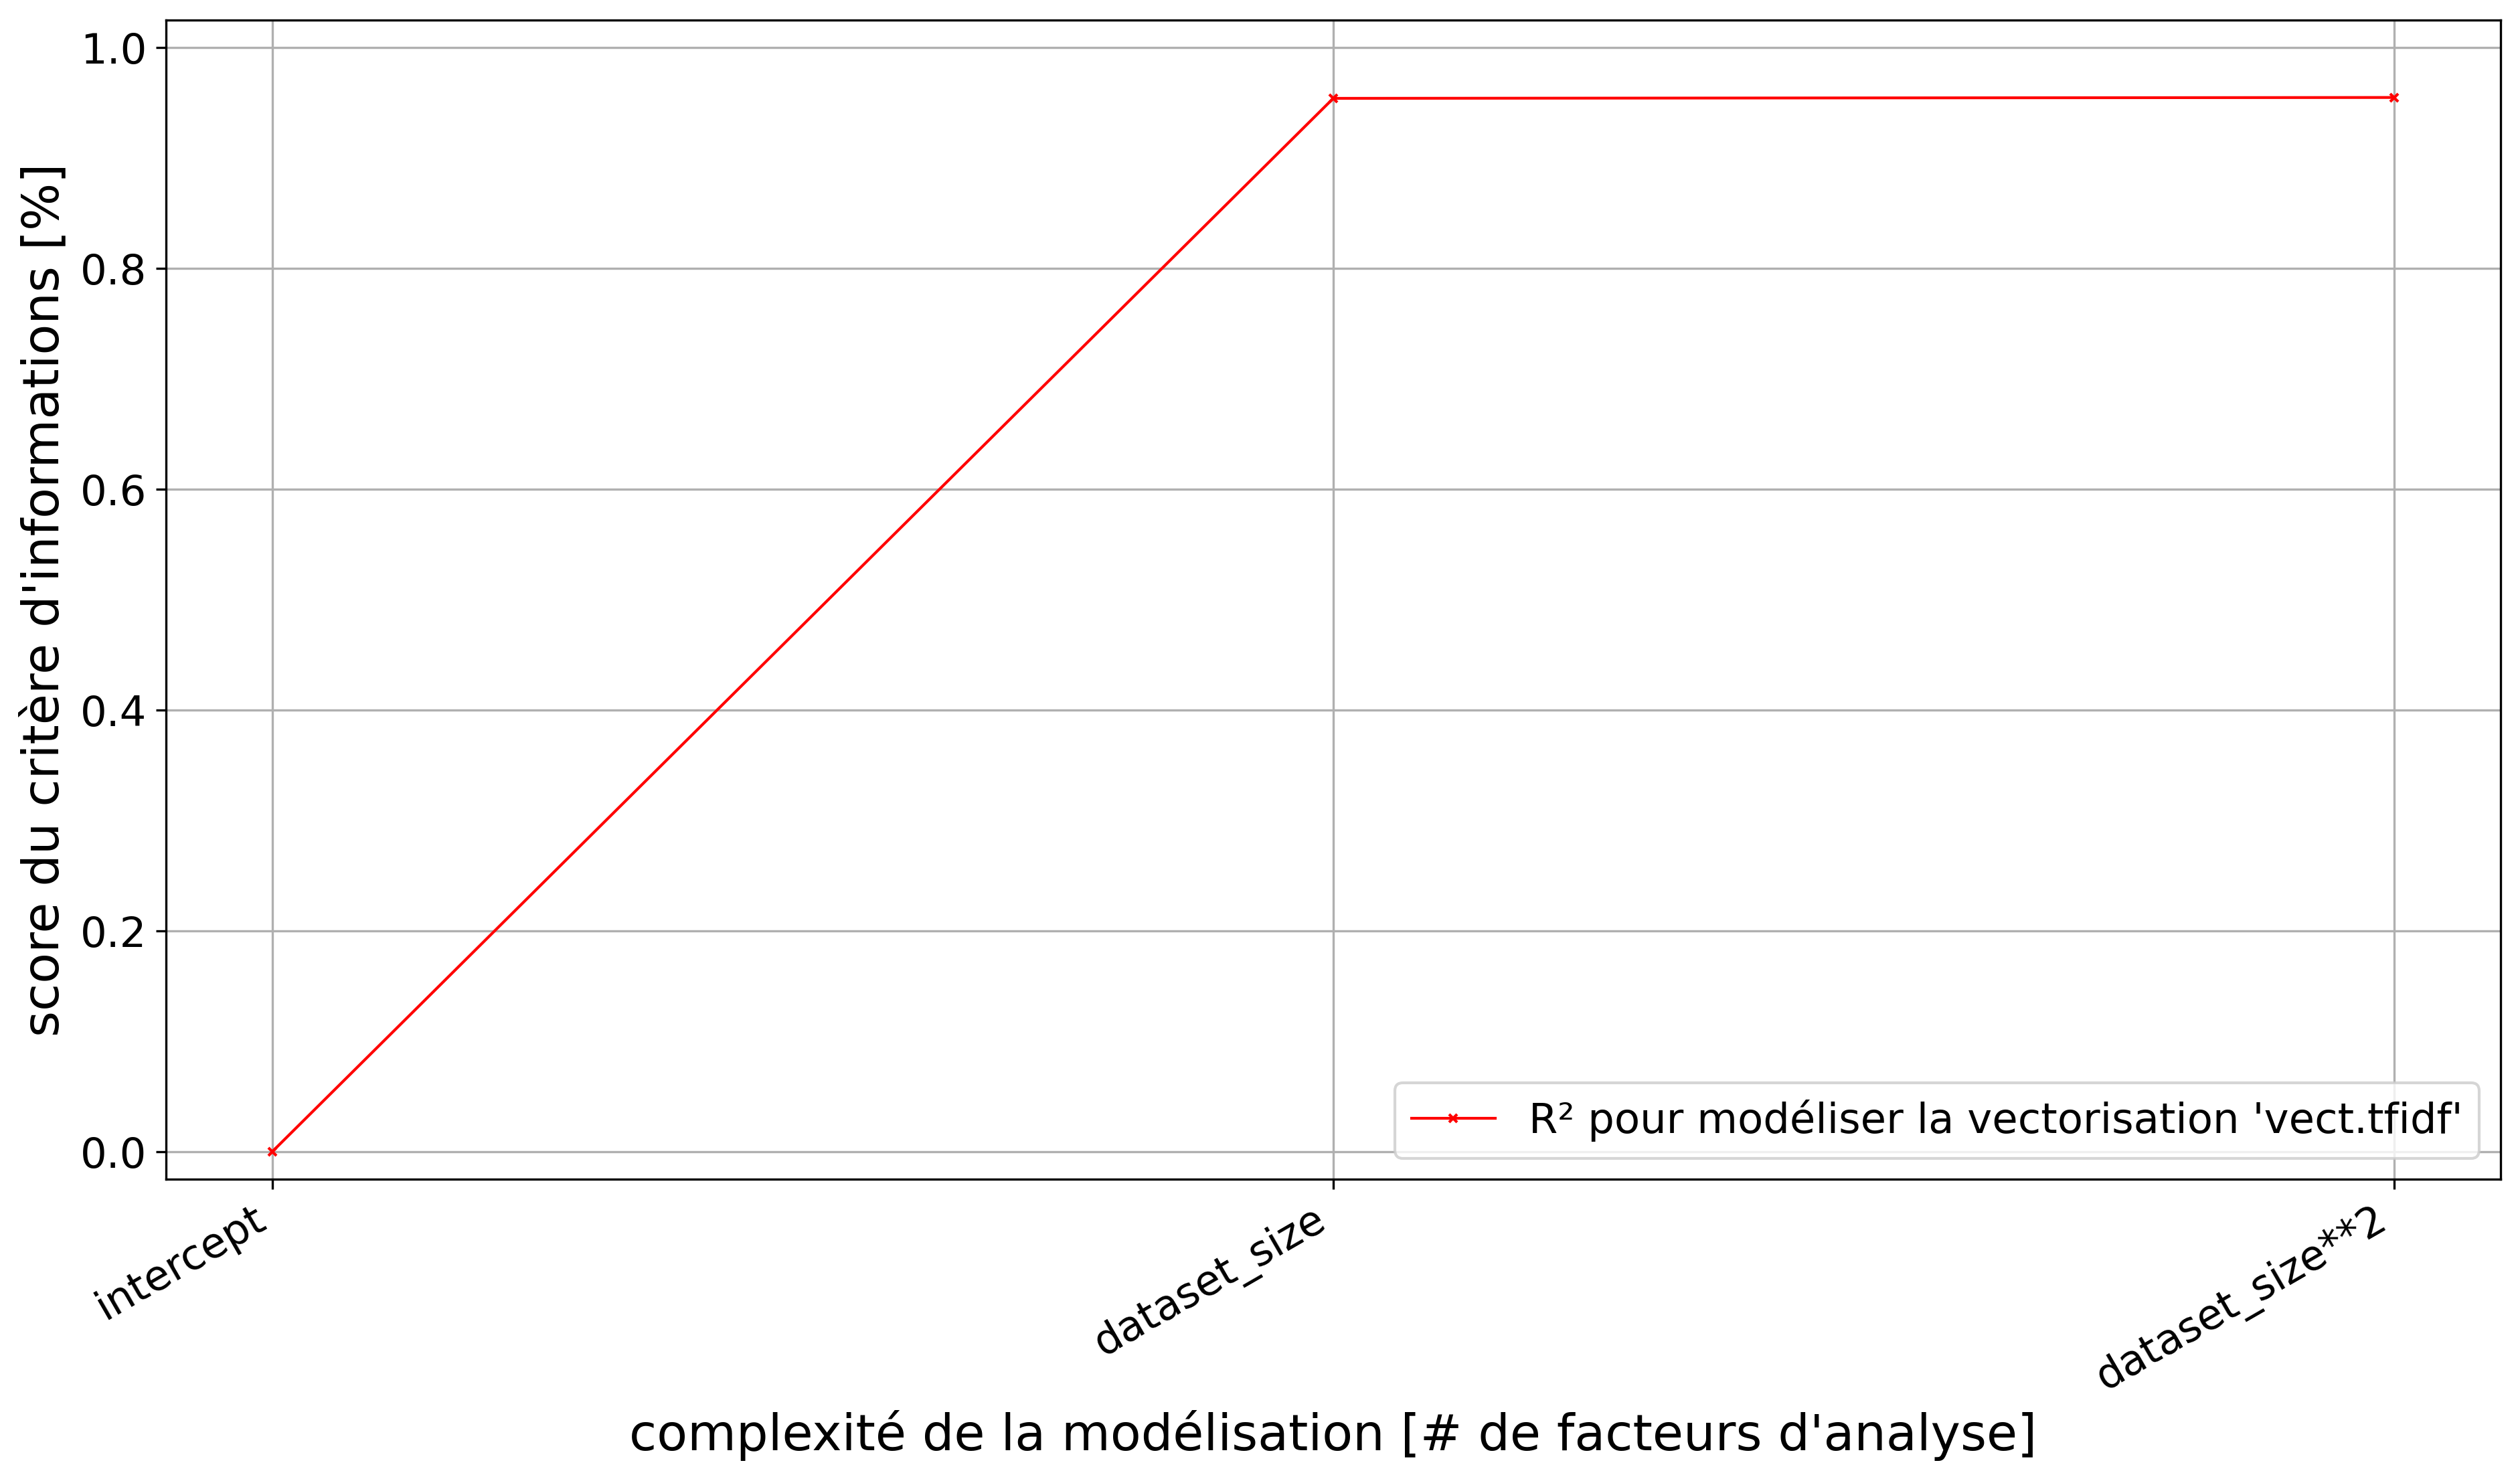 score du critère d'informations [%]
1.0
0.8
0.6
0.4
0.2
0.0
R² pour modéliser la vectorisation 'vect.tfidf'
intercept
dataset_size
dataset_size**2
complexité de la modélisation [# de facteurs d'analyse]